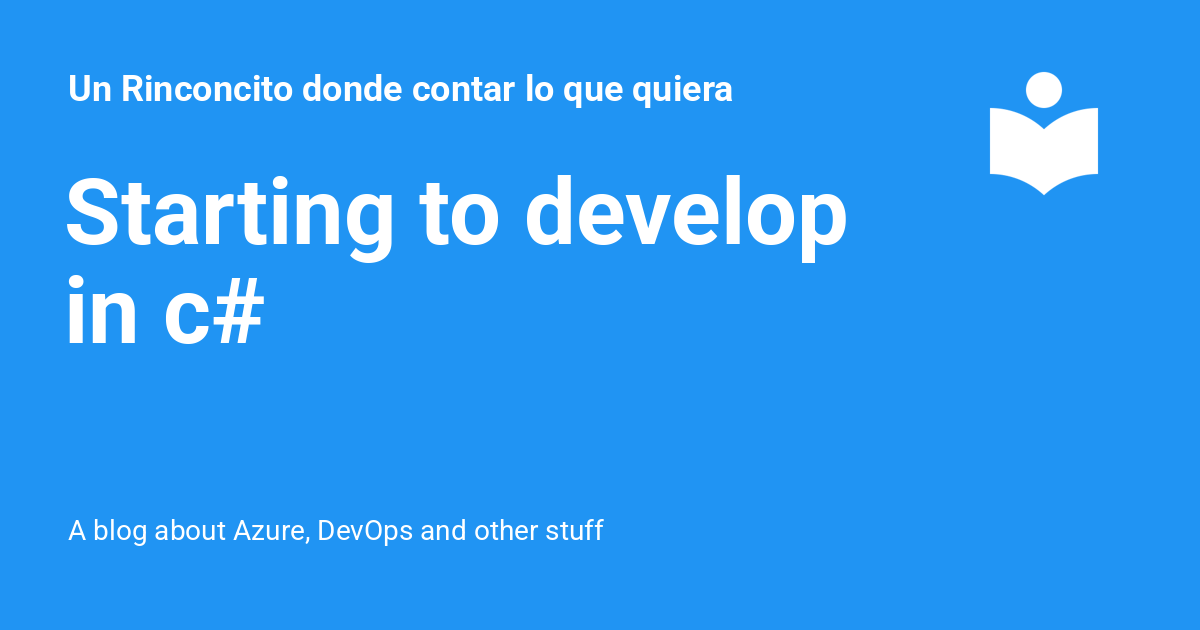 Un Rinconcito donde contar lo que quiera
Starting to develop
in c#
A blog about Azure, DevOps and other stuff